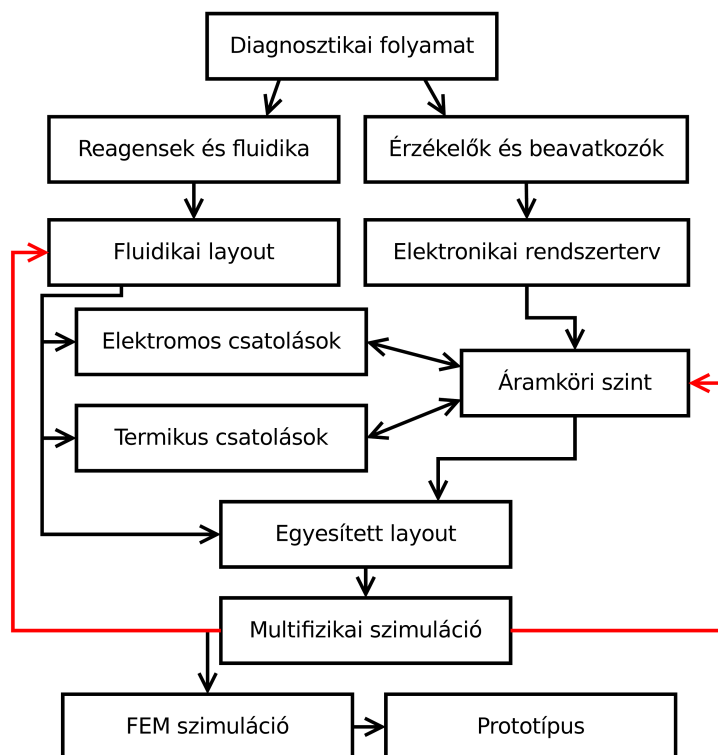 Diagnosztikai folyamat
Reagensek és fluidika
Érzékelők és beavatkozók
Fluidikai layout
Elektronikai rendszerterv
Elektromos csatolások
Áramköri szint
Termikus csatolások
Egyesített layout
Multifizikai szimuláció
FEM szimuláció
Prototípus